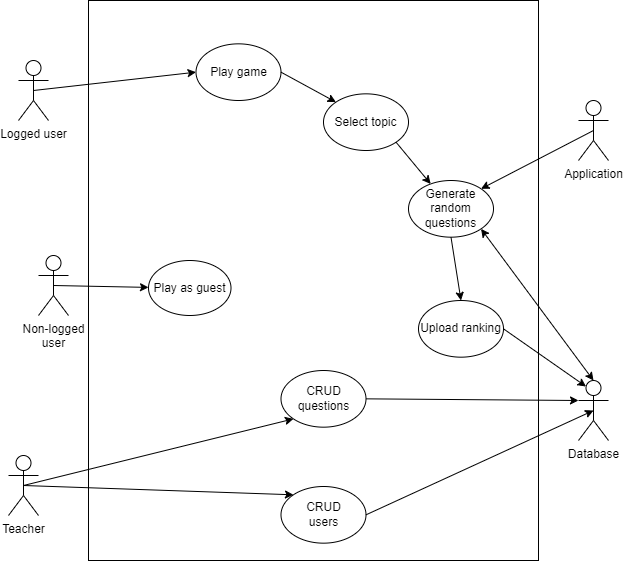 Play game
Logged user
Select topic
Application
Generate
random
questions
Play as guest
Non-logged
user
Upload ranking
CRUD
questions
Database
CRUD
users
Teacher